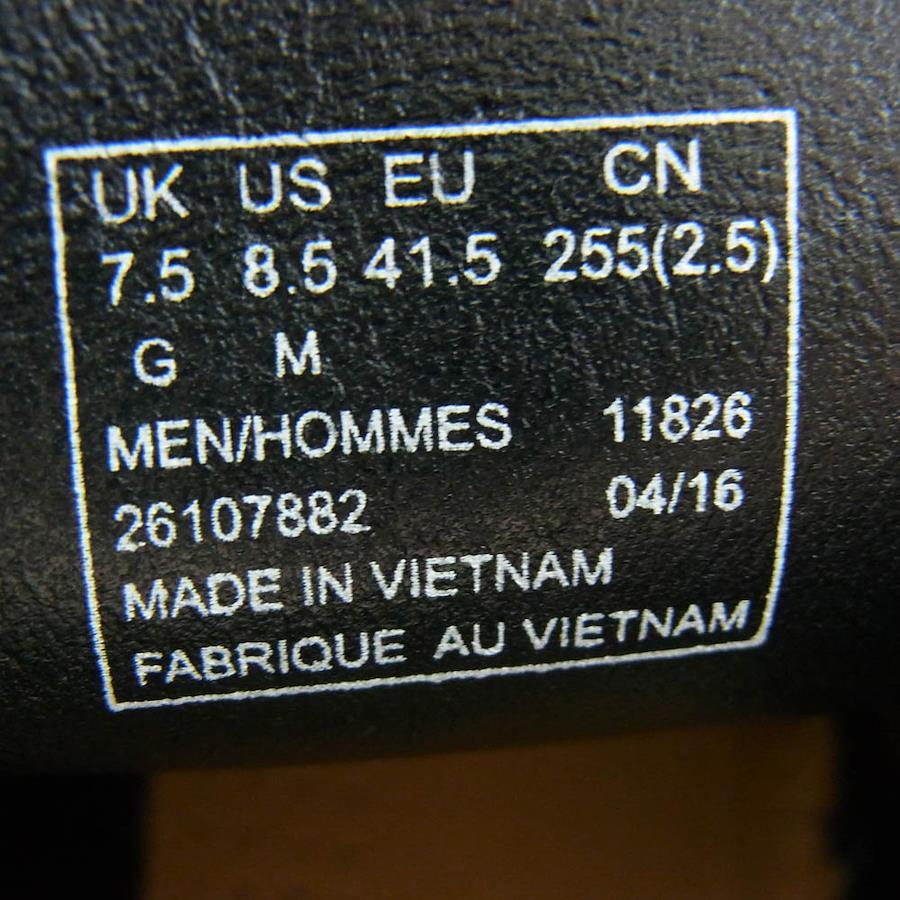 UK US EU CN
7.5 8.5 41.5 255(2.5)
G M
MEN/HOMMES 11826
26107882 04/16
MADE IN VIETNAM
FABRIQUE AU VIETNAM